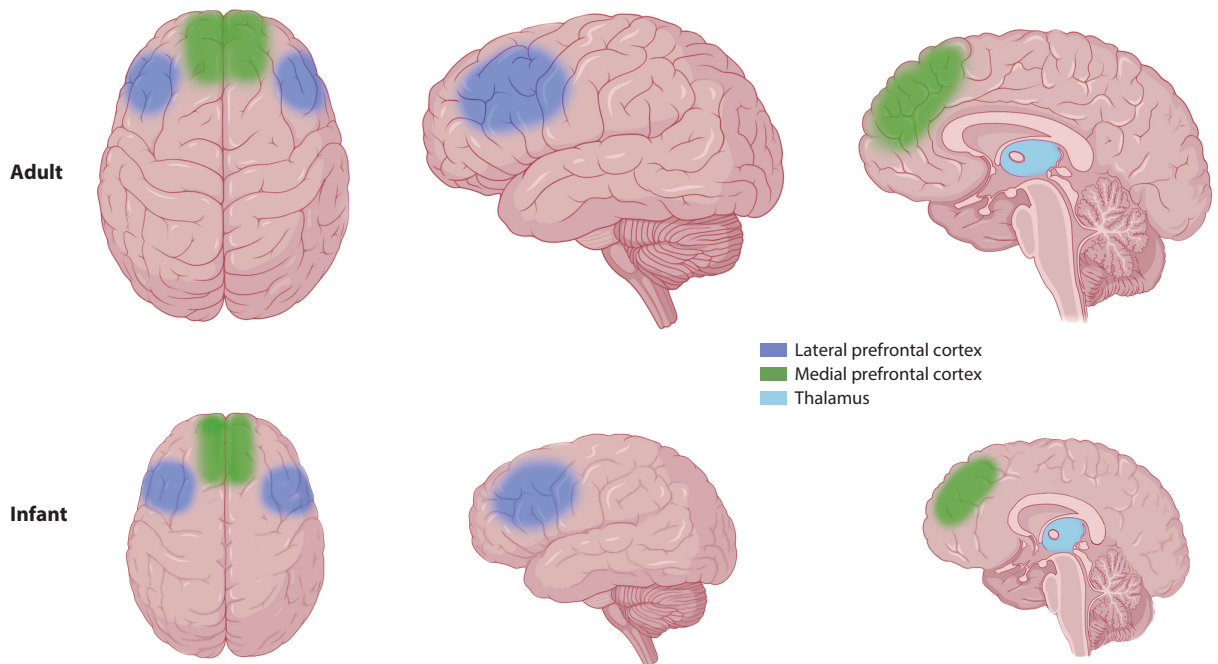 Adult
Lateral prefrontal cortex
Medial prefrontal cortex
Thalamus
Infant